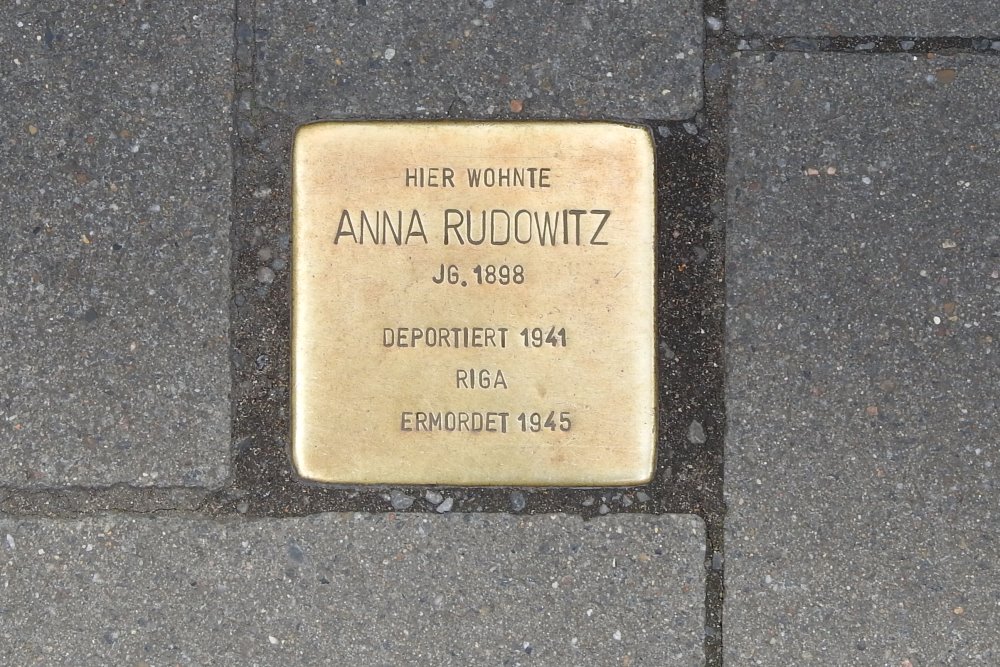 HIER WOHNTE
ANNA RUDOWITZ
JG. 1898
DEPORTIERT 1941
RIGA
ERMORDET 1945